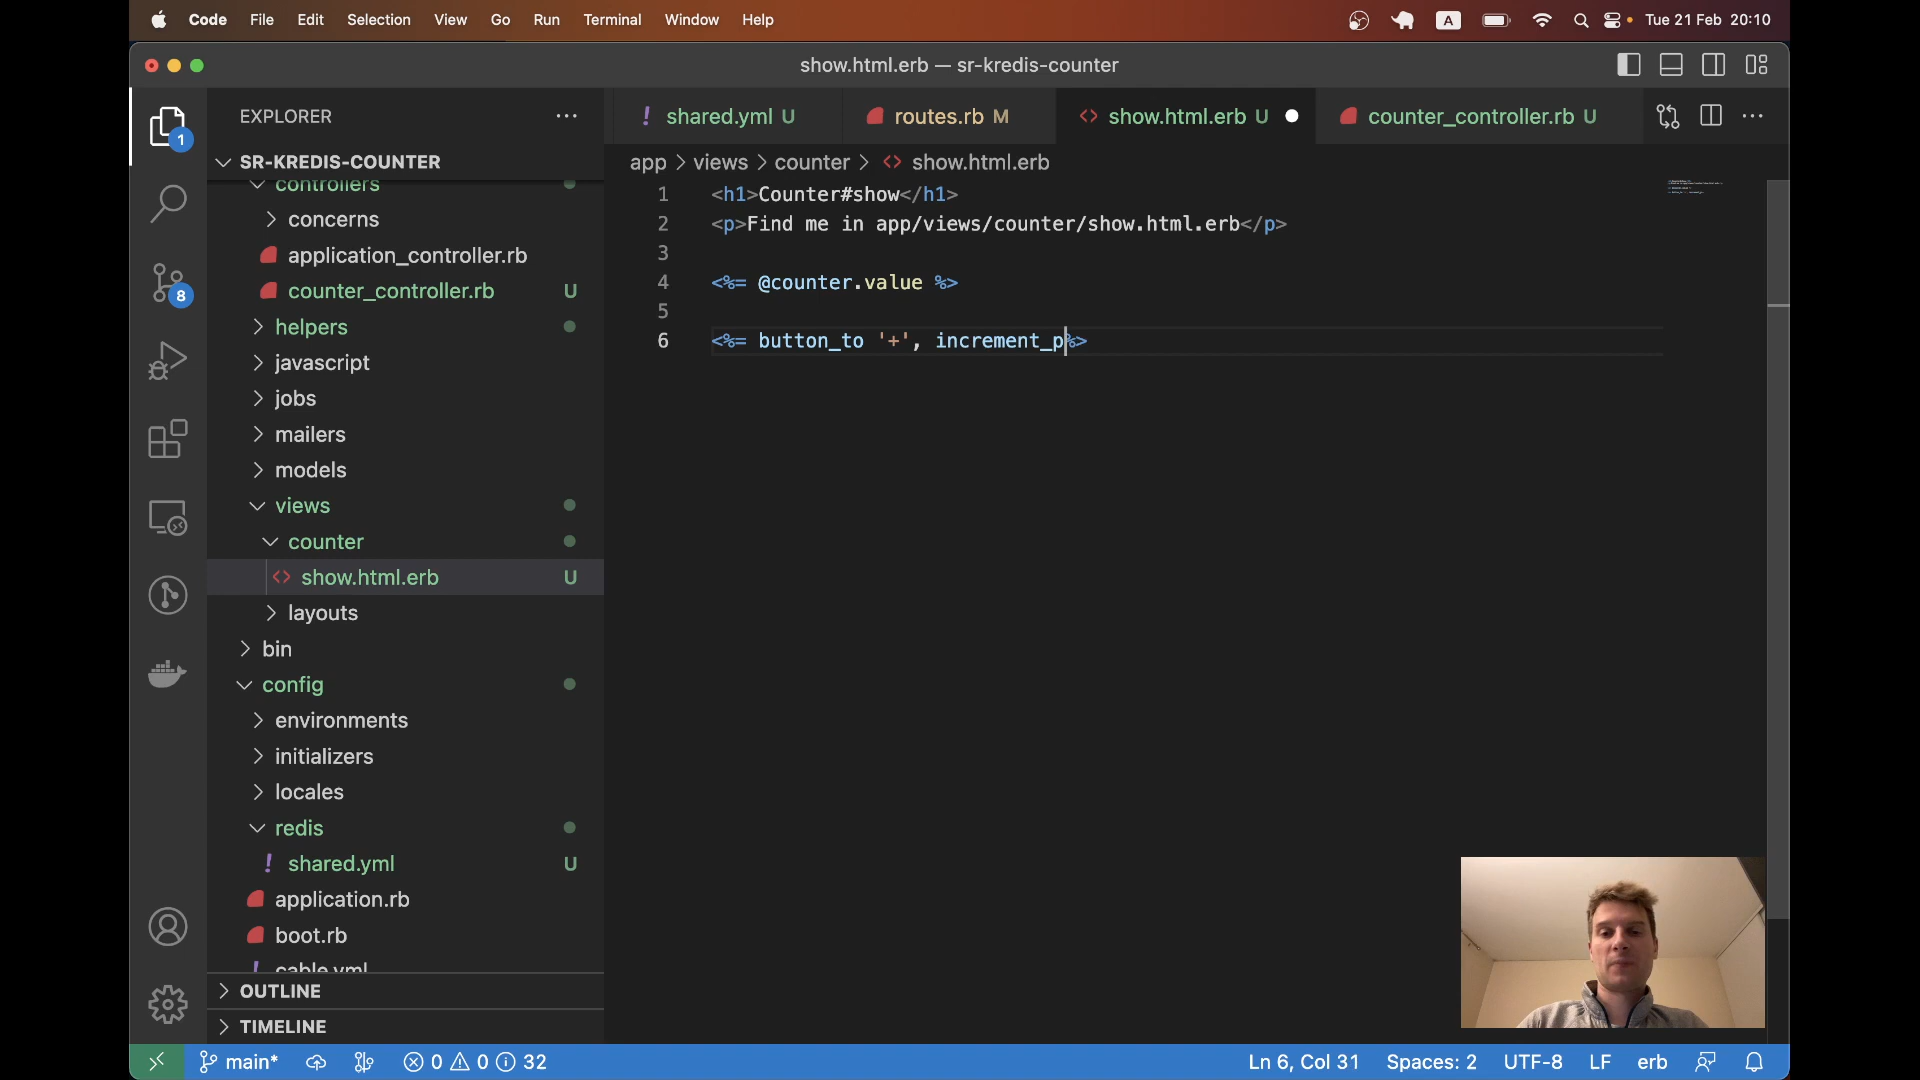 Code File Edit Selection View Go Run Terminal Window Help A Tue 21 Feb 20:10
show.html.erb — sr-kredis-counter
EXPLORER
! shared.yml U routes.rb M <> show.html.erb U counter_controller.rb U
1
SR-KREDIS-COUNTER
app > views > counter > <> show.html.erb
controllers
concerns
application_controller.rb
counter_controller.rb U
8
helpers
javascript
jobs
mailers
models
views
counter
<> show.html.erb U
layouts
bin
config
environments
initializers
locales
redis
! shared.yml U
application.rb
boot.rb
! cable.yml
OUTLINE
TIMELINE
1 <h1>Counter#show</h1>
2 <p>Find me in app/views/counter/show.html.erb</p>
3
4 <%= @counter.value %>
5
6 <%= button_to '+', increment_p%>
main* 0 0 32 Ln 6, Col 31 Spaces: 2 UTF-8 LF erb